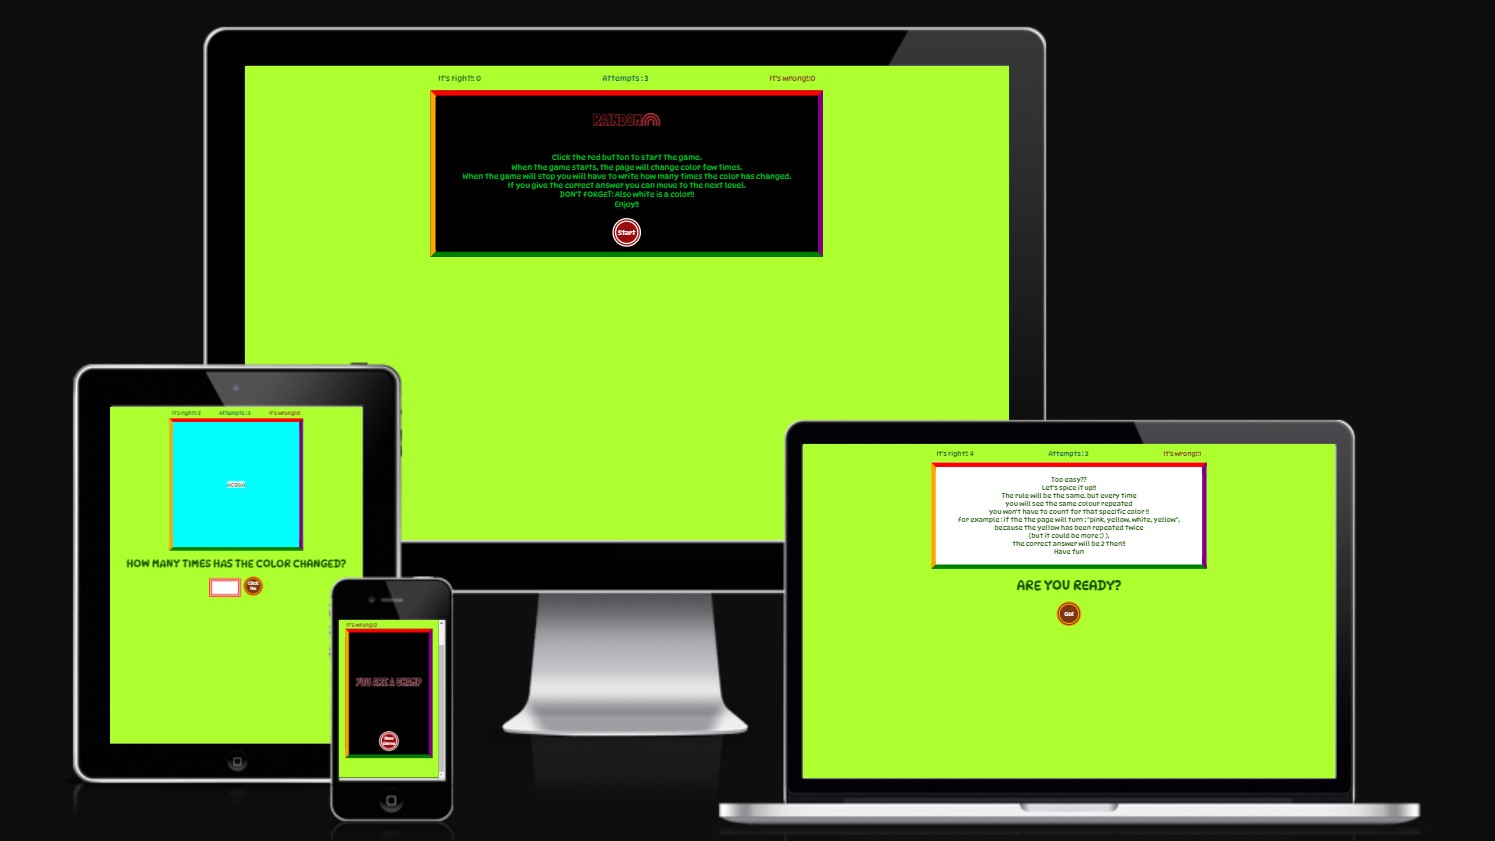 It's right!: 0 Attempts : 3 It's wrong!:0
RAINDOM
Click the red button to start the game.
When the game starts, the page will change color few times.
When the game will stop you will have to write how many times the color has changed.
If you give the correct answer you can move to the next level.
DON'T FORGET: Also white is a color!!
Enjoy!!
Start
It's right!: 3 Attempts : 3 It's wrong!:0
ACQUA
HOW MANY TIMES HAS THE COLOR CHANGED?
Click
Me
It's wrong!:2
YOU ARE A CHAMP
New
Game
It's right!: 4 Attempts : 2 It's wrong!:1
Too easy??
Let's spice it up!!
The rule will be the same, but every time
you will see the same colour repeated
you won't have to count for that specific color !!
For example : if the the page will turn : "pink, yellow, white, yellow",
because the yellow has been repeated twice
(but it could be more ;) ),
the correct answer will be 2 then!!
Have fun
ARE YOU READY?
Go!